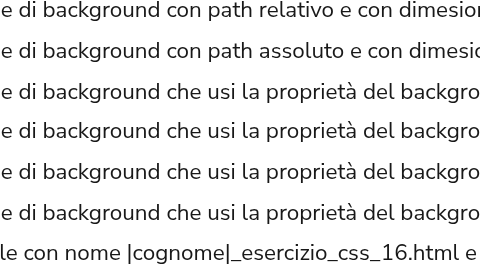 e di background con path relativo e con dimesio
e di background con path assoluto e con dimesio
e di background che usi la proprietà del backgro
e di background che usi la proprietà del backgro
e di background che usi la proprietà del backgro
e di background che usi la proprietà del backgro
le con nome |cognome|_esercizio_css_16.html e